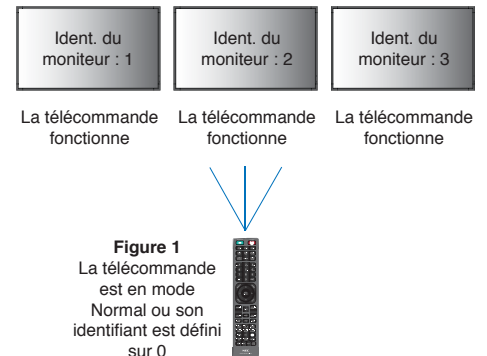 Ident. du
moniteur : 1
Ident. du
moniteur : 2
Ident. du
moniteur : 3
La télécommande
fonctionne
La télécommande
fonctionne
La télécommande
fonctionne
Figure 1
La télécommande
est en mode
Normal ou son
identifiant est défini
sur 0